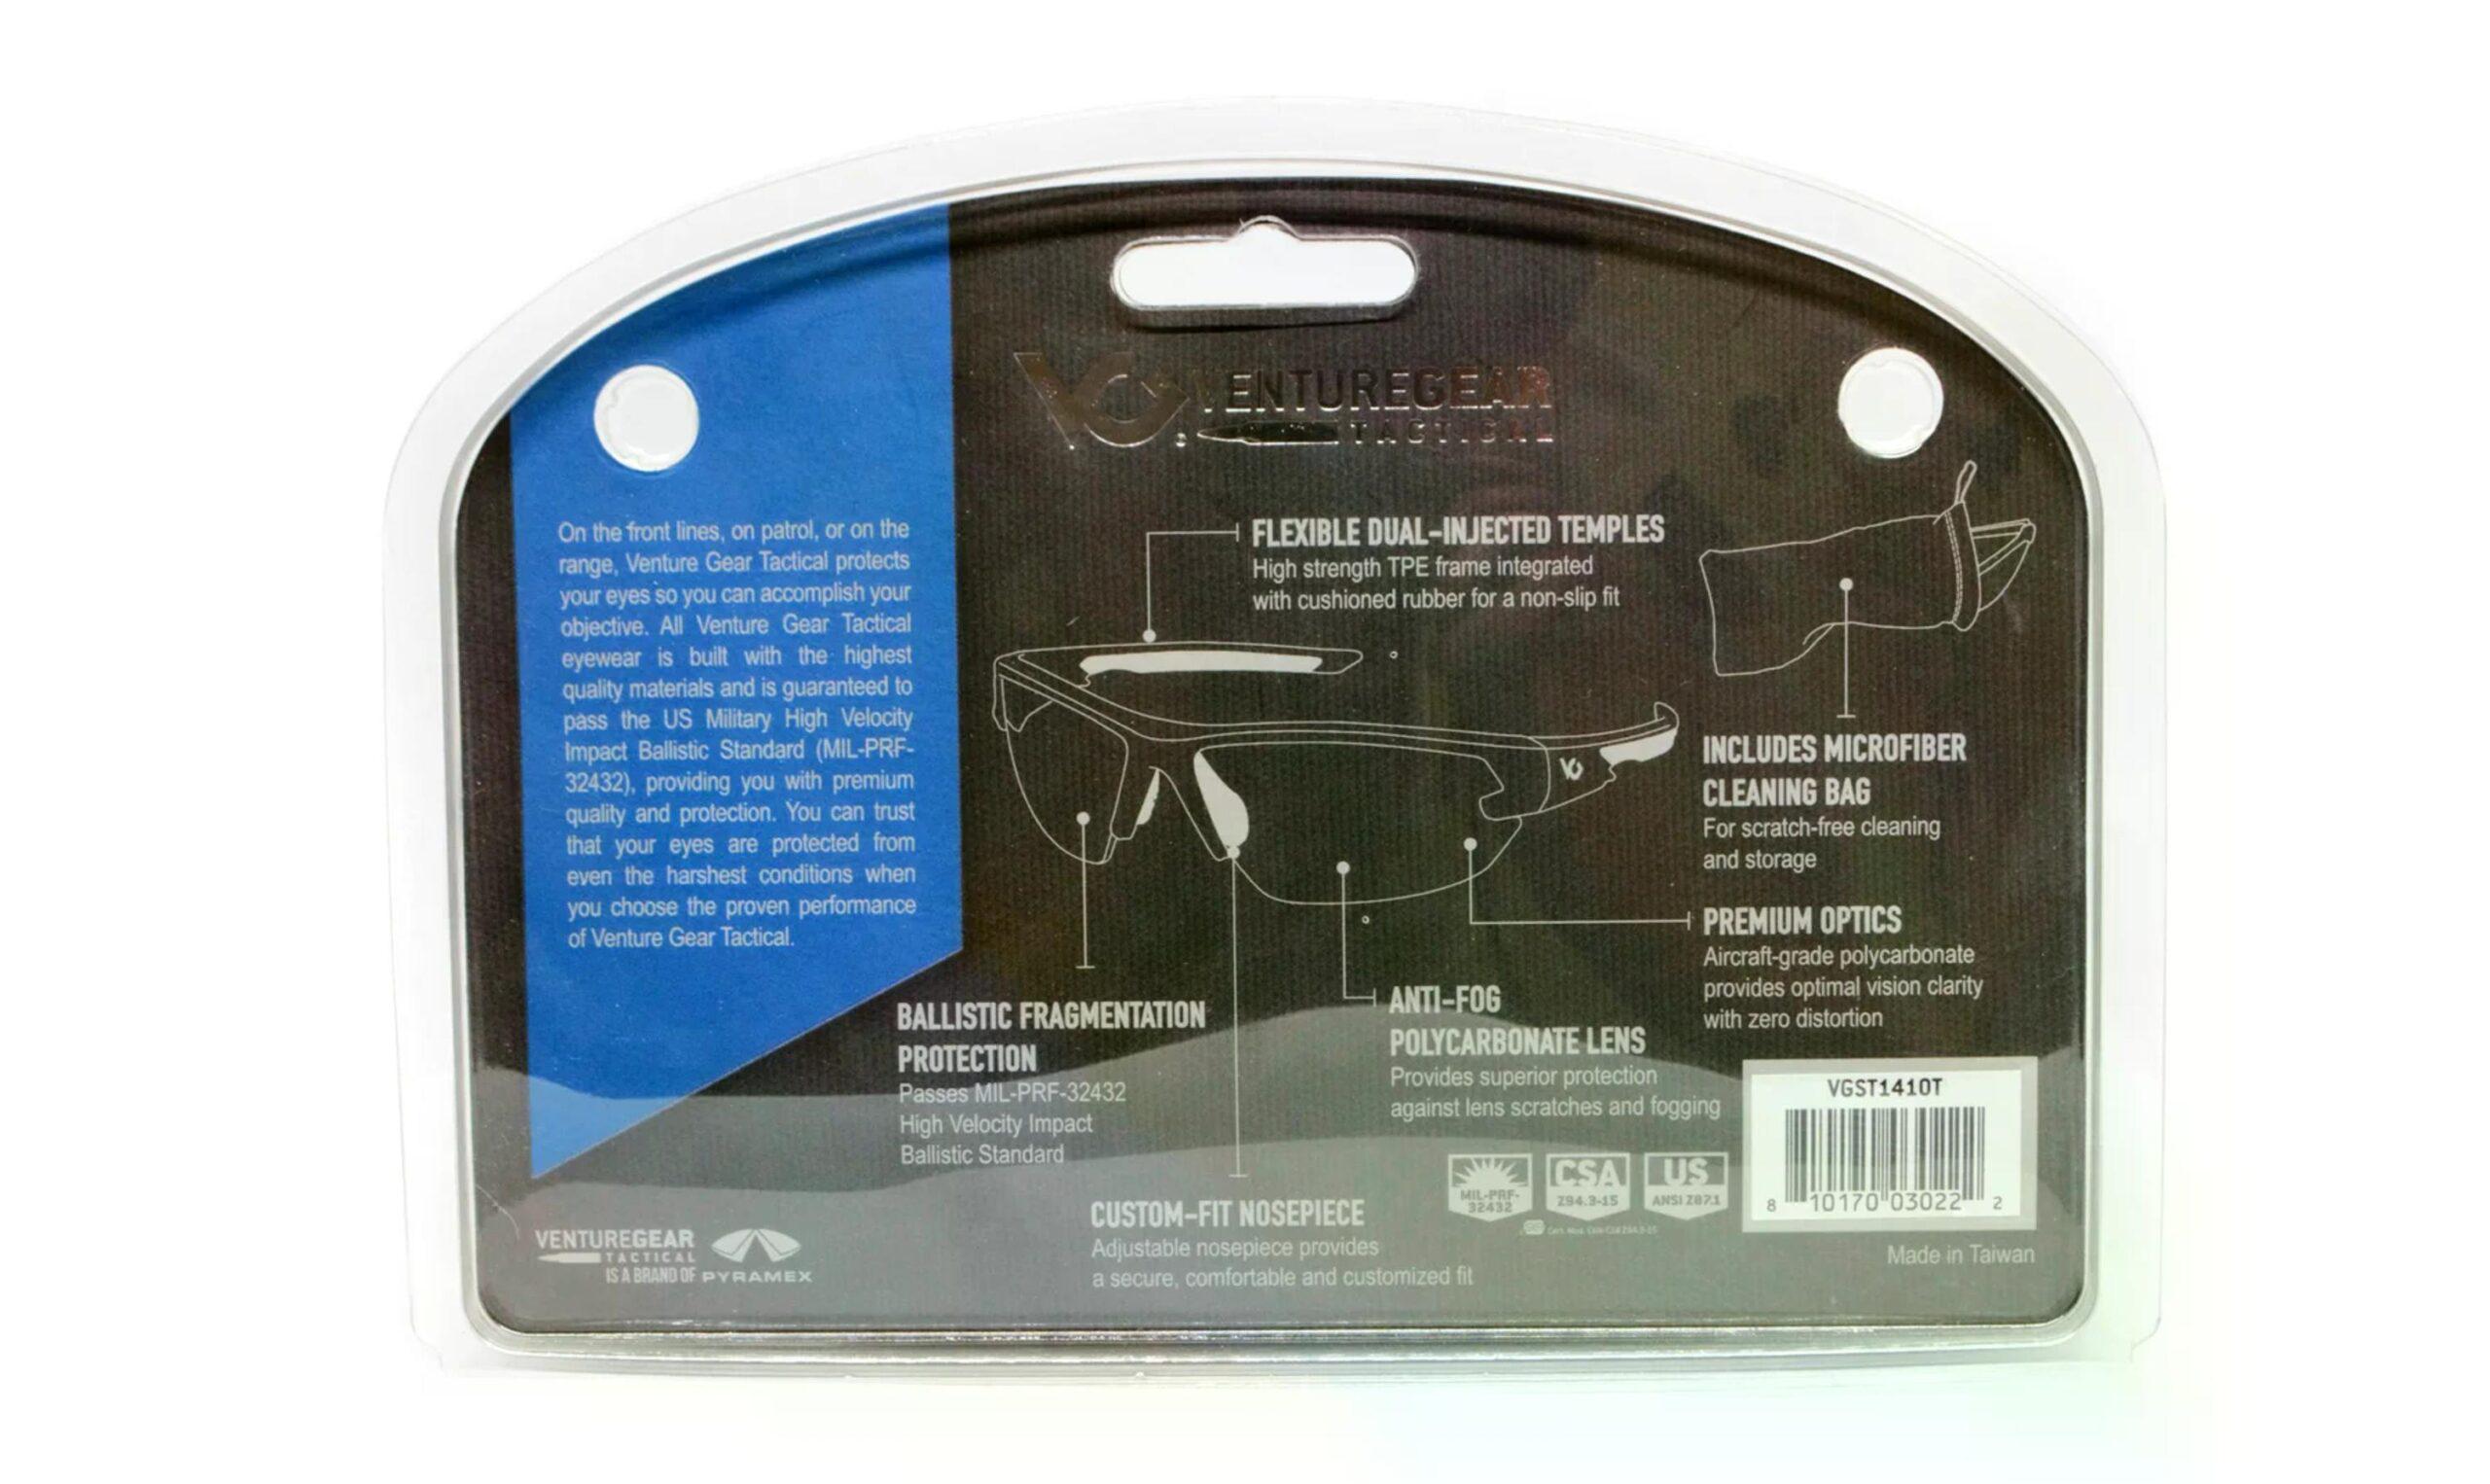 VENTUREGEAR
TACTICAL
On the front lines, on patrol, or on the
range, Venture Gear Tactical protects
your eyes so you can accomplish your
objective. All Venture Gear Tactical
eyewear is built with the highest
quality materials and is guaranteed to
pass the US Military High Velocity
Impact Ballistic Standard (MIL-PRF-
32432), providing you with premium
quality and protection. You can trust
that your eyes are protected from
even the harshest conditions when
you choose the proven performance
of Venture Gear Tactical.
FLEXIBLE DUAL-INJECTED TEMPLES
High strength TPE frame integrated
with cushioned rubber for a non-slip fit
INCLUDES MICROFIBER
CLEANING BAG
For scratch-free cleaning
and storage
PREMIUM OPTICS
Aircraft-grade polycarbonate
provides optimal vision clarity
with zero distortion
BALLISTIC FRAGMENTATION
PROTECTION
Passes MIL-PRF-32432
High Velocity Impact
Ballistic Standard
ANTI-FOG
POLYCARBONATE LENS
Provides superior protection
against lens scratches and fogging
CUSTOM-FIT NOSEPIECE
Adjustable nosepiece provides
a secure, comfortable and customized fit
MIL-PRF-
32432
CSA
Z94.3-15
US
ANSI Z87.1
VGST1410T
8 10170 03022 2
Made in Taiwan
VENTUREGEAR
TACTICAL
IS A BRAND OF PYRAMEX